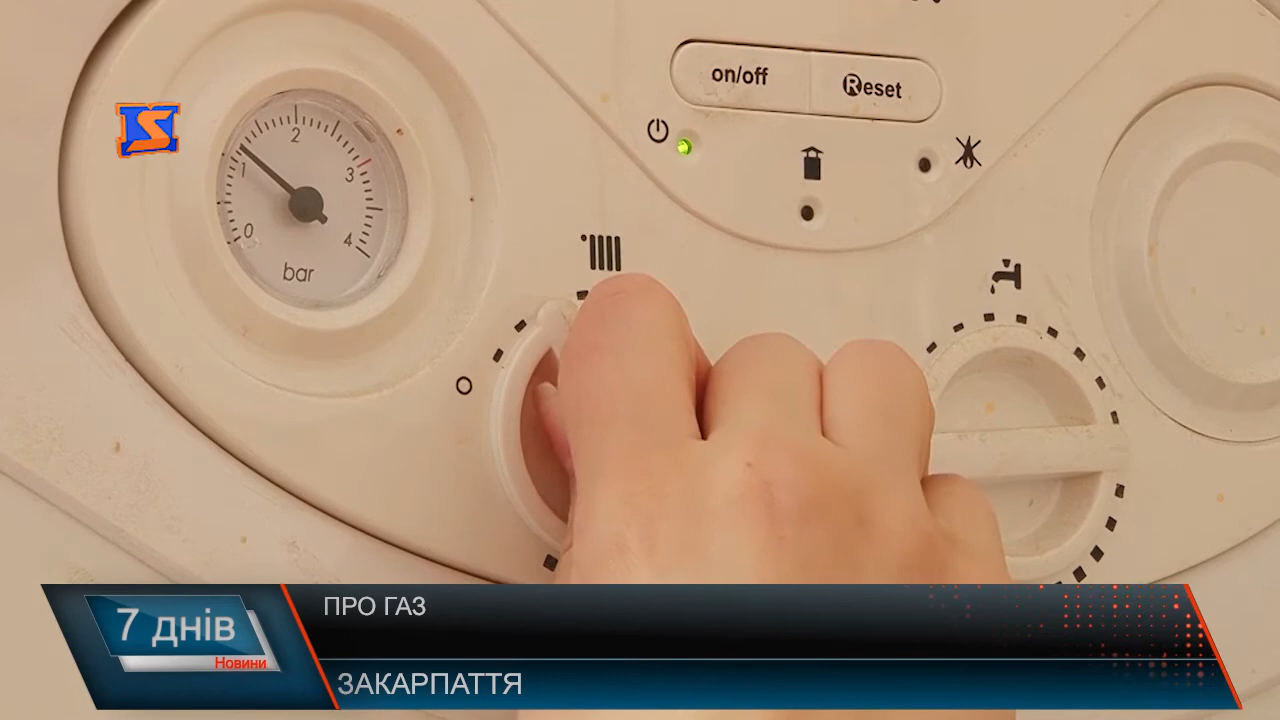 on/off
Reset
2
1
3
0
4
bar
7 днів
Новини
ПРО ГАЗ
ЗАКАРПАТТЯ